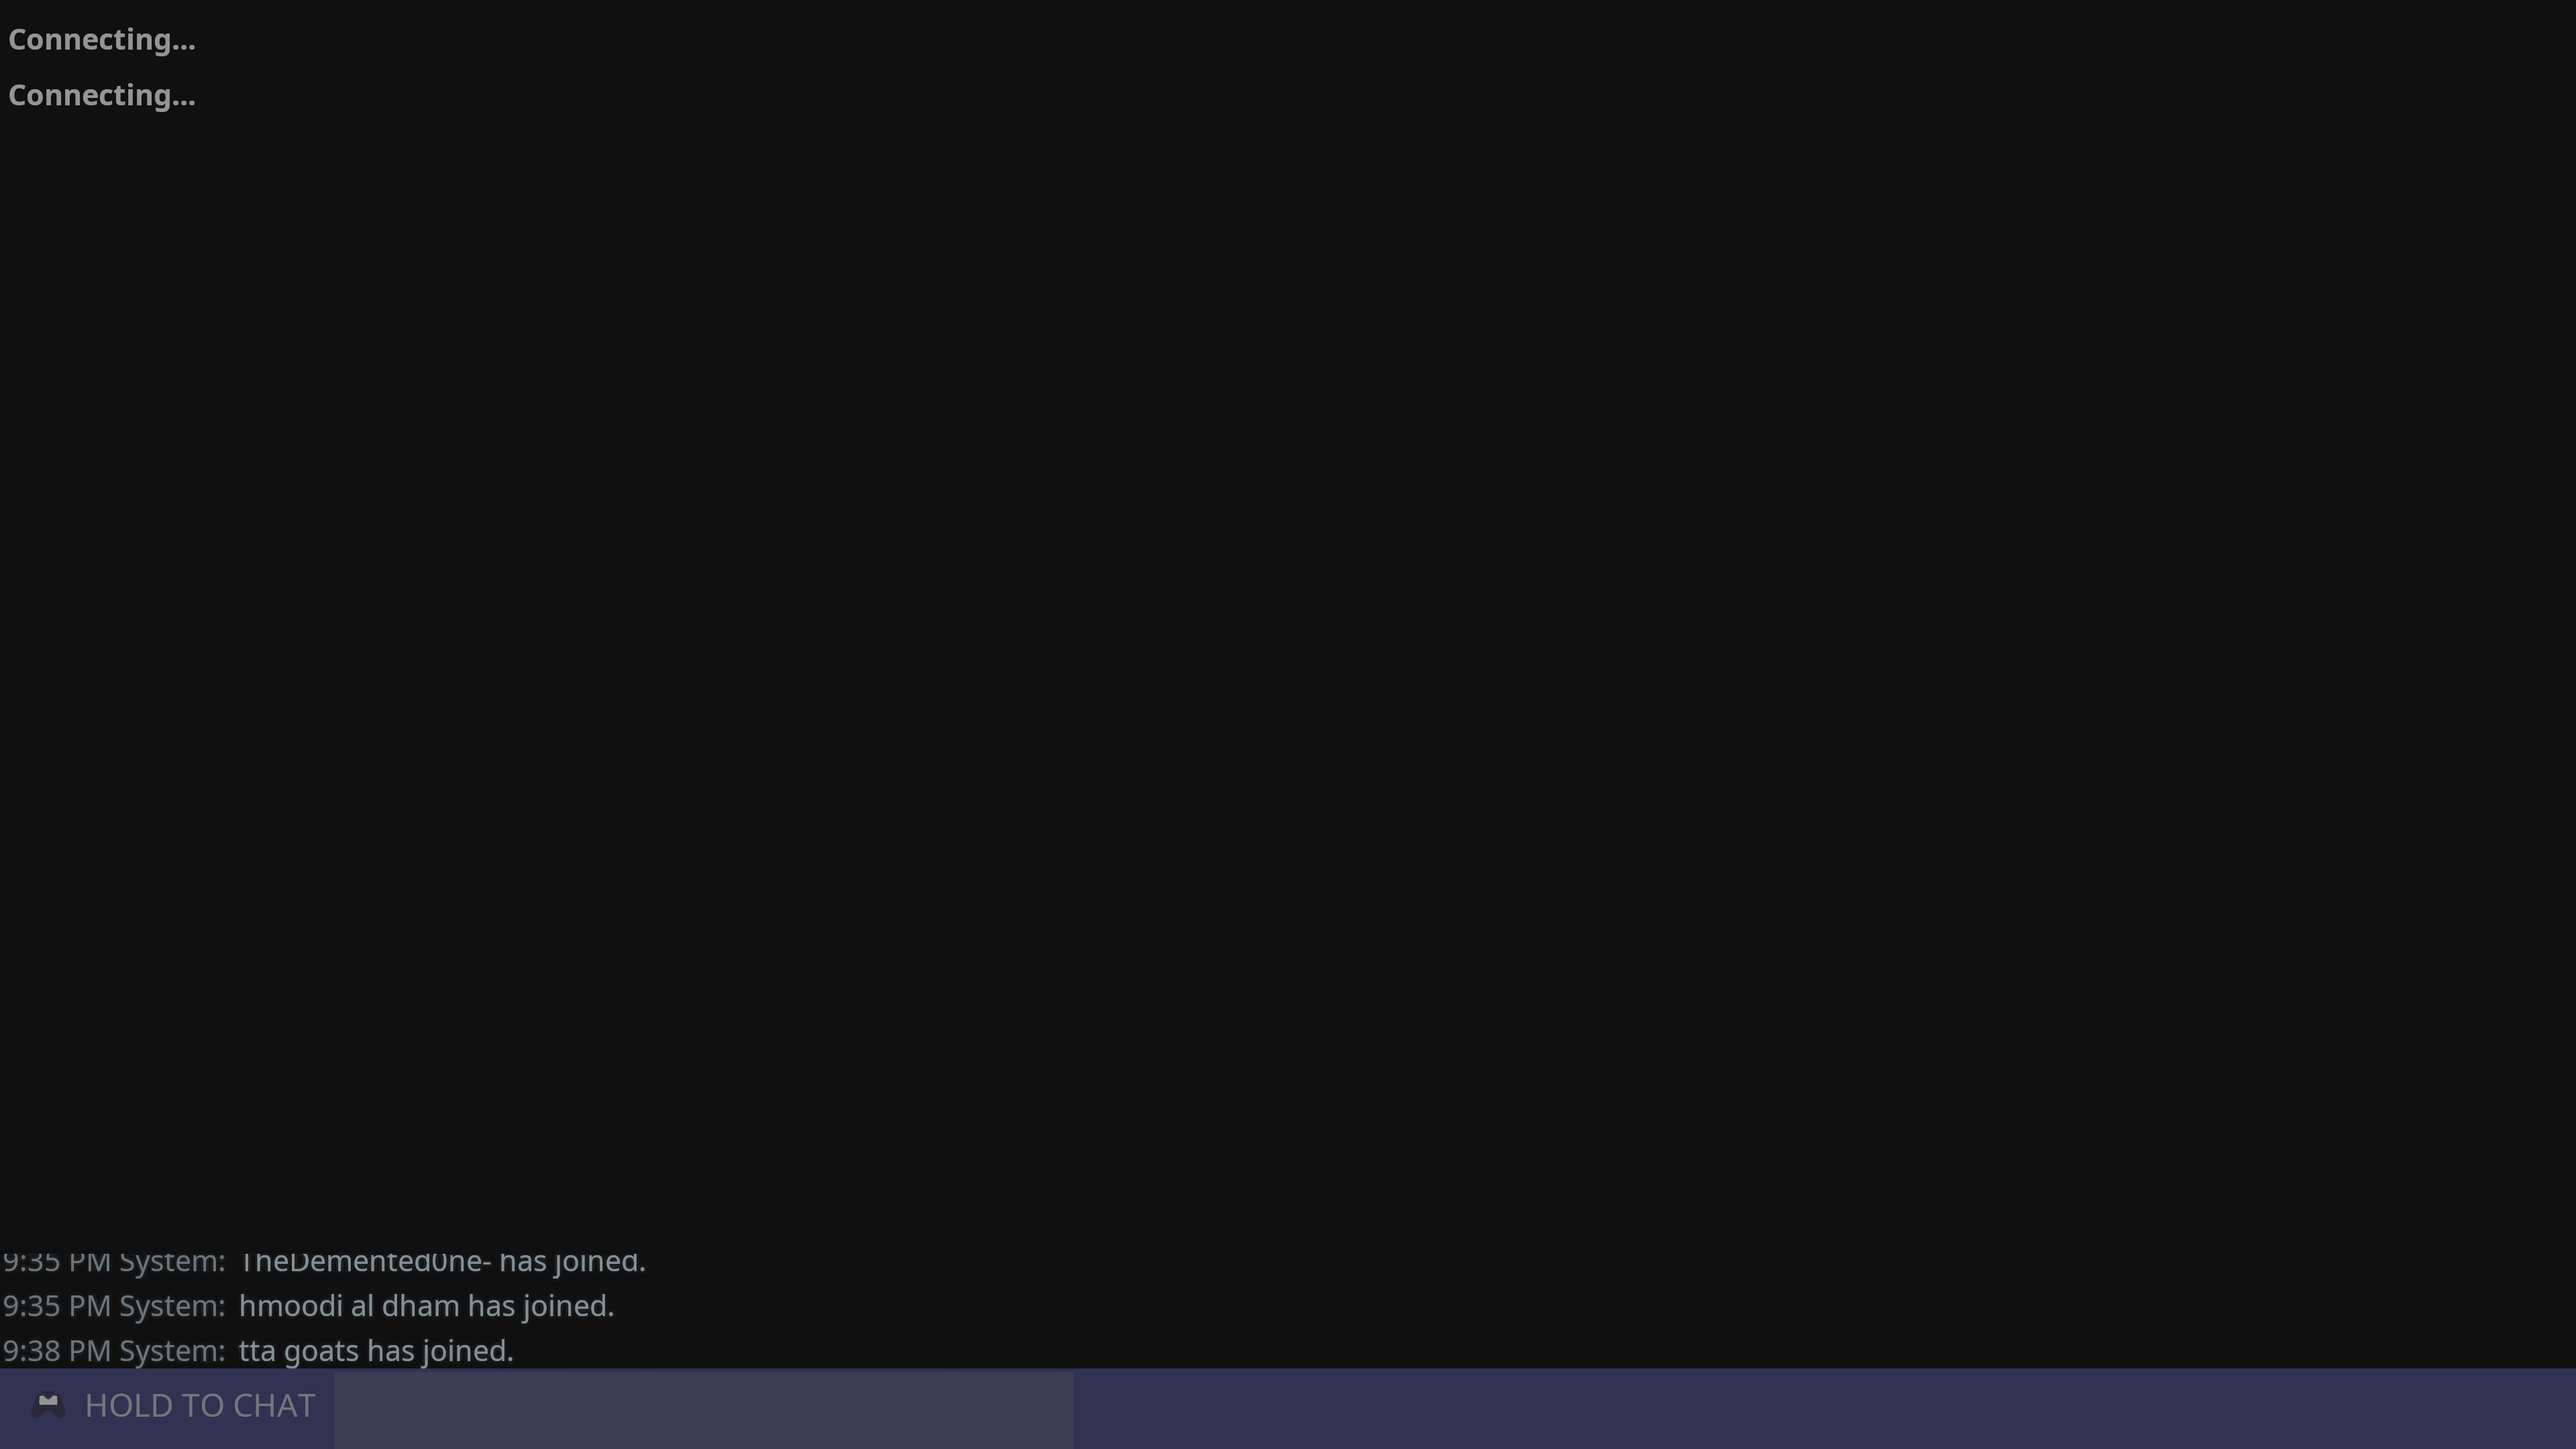 Connecting...
Connecting...
9:35 PM System: TheDemented0ne- has joined.
9:35 PM System: hmoodi al dham has joined.
9:38 PM System: tta goats has joined.
HOLD TO CHAT